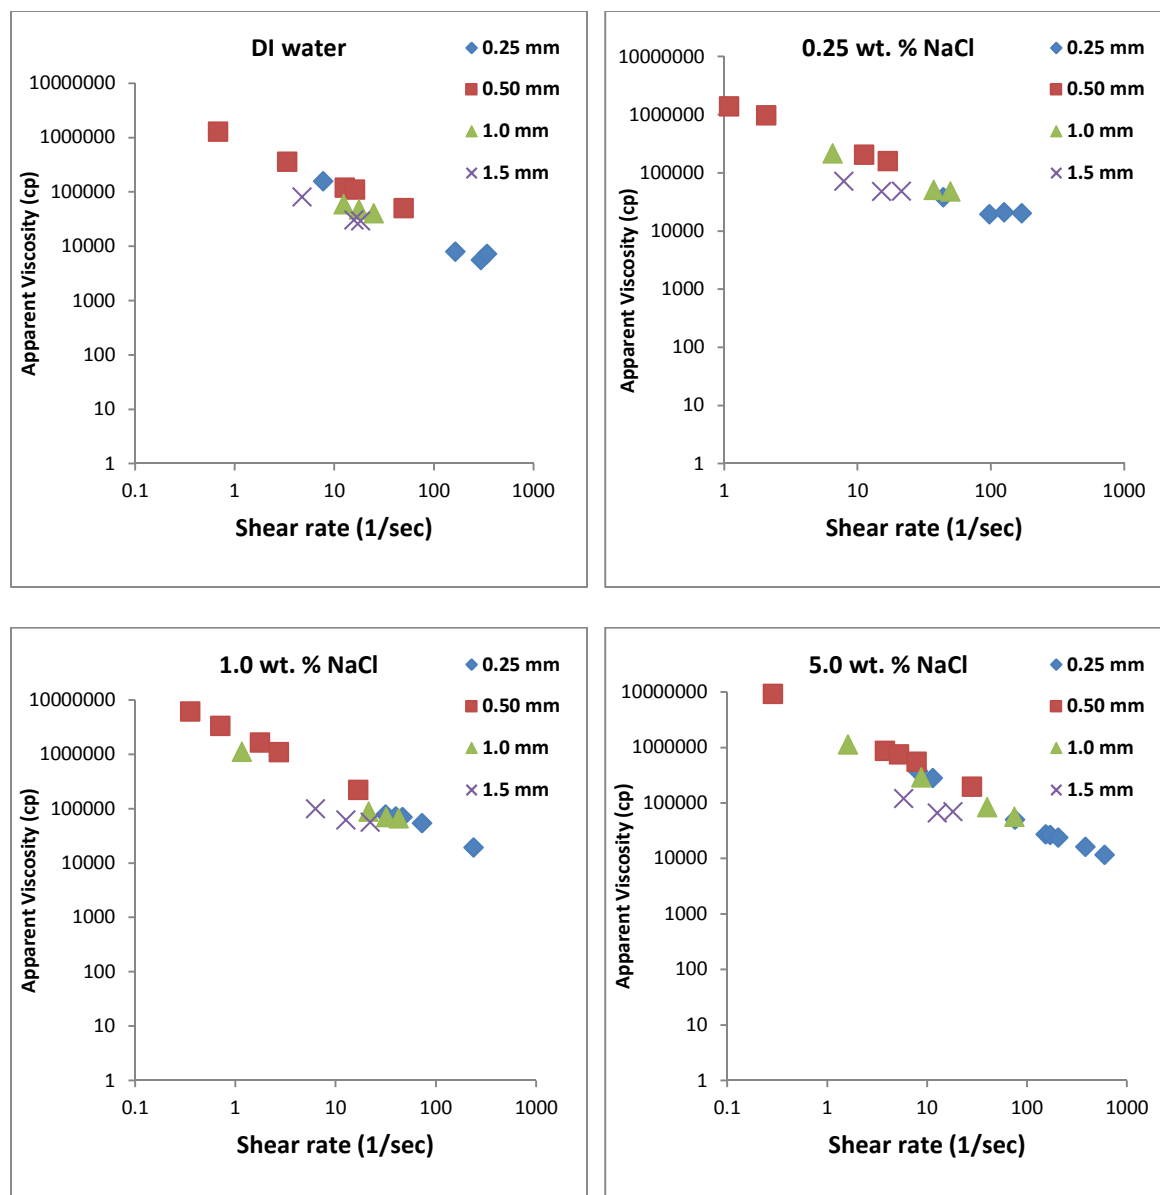 DI water
0.25 mm
0.50 mm
1.0 mm
1.5 mm
10000000
1000000
100000
10000
1000
100
10
1
0.1
1
10
100
1000
Apparent Viscosity (cp)
Shear rate (1/sec)
0.25 wt. % NaCl
0.25 mm
0.50 mm
1.0 mm
1.5 mm
10000000
1000000
100000
10000
1000
100
10
1
1
10
100
1000
Apparent Viscosity (cp)
Shear rate (1/sec)
1.0 wt. % NaCl
0.25 mm
0.50 mm
1.0 mm
1.5 mm
10000000
1000000
100000
10000
1000
100
10
1
0.1
1
10
100
1000
Apparent Viscosity (cp)
Shear rate (1/sec)
5.0 wt. % NaCl
0.25 mm
0.50 mm
1.0 mm
1.5 mm
10000000
1000000
100000
10000
1000
100
10
1
0.1
1
10
100
1000
Apparent Viscosity (cp)
Shear rate (1/sec)